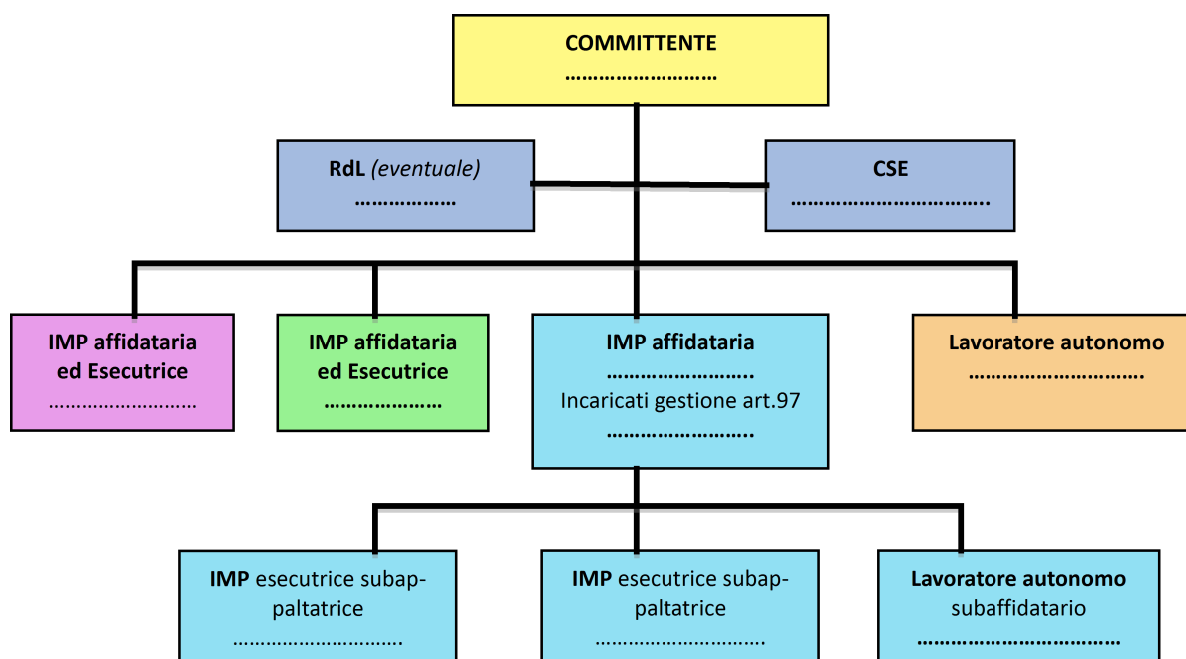 COMMITTENTE
……………………
RdL (eventuale)
………………
CSE
……………………………..
IMP affidataria
ed Esecutrice
……………………
IMP affidataria
ed Esecutrice
…………………
IMP affidataria
……………………..
Incaricati gestione art.97
……………………..
Lavoratore autonomo
……………………….
IMP esecutrice subap-
paltatrice
……………………….
IMP esecutrice subap-
paltatrice
……………………….
Lavoratore autonomo
subaffidatario
………………………………